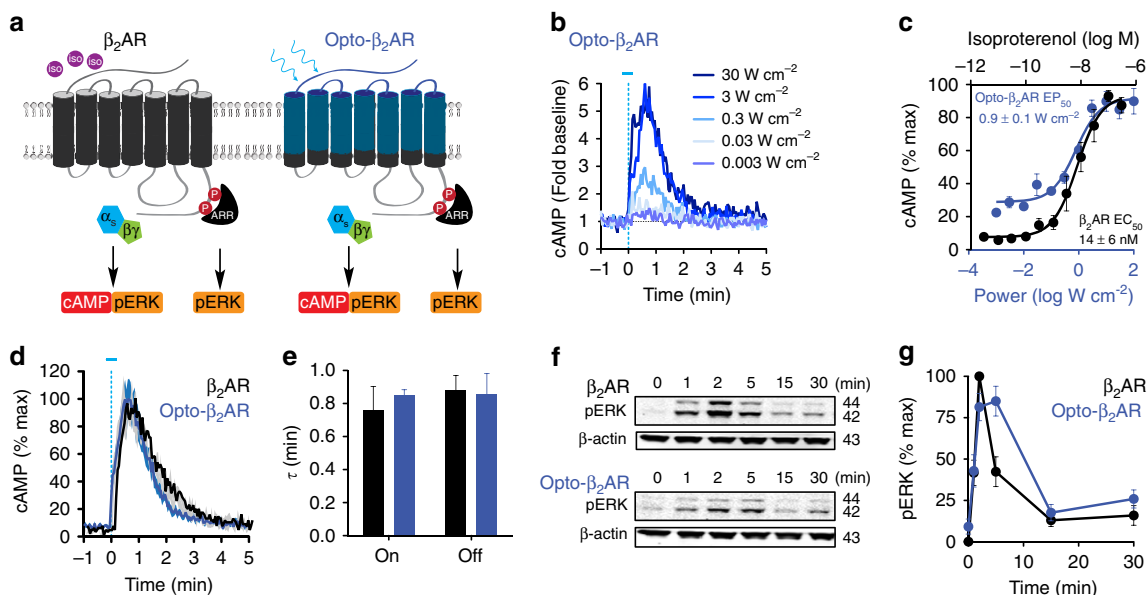 a
β₂AR
Opto-β₂AR
iso iso iso
P
P
ARR
P
P
ARR
αₛ
βγ
αₛ
βγ
cAMP pERK
pERK
cAMP pERK
pERK
b
Opto-β₂AR
30 W cm⁻²
3 W cm⁻²
0.3 W cm⁻²
0.03 W cm⁻²
0.003 W cm⁻²
cAMP (Fold baseline)
6
5
4
3
2
1
0
–1 0 1 2 3 4 5
Time (min)
c
Isoproterenol (log M)
–12 –10 –8 –6
Opto-β₂AR EP₅₀
0.9 ± 0.1 W cm⁻²
cAMP (% max)
100
80
60
40
20
0
β₂AR EC₅₀
14 ± 6 nM
–4 –2 0 2
Power (log W cm⁻²)
d
β₂AR
Opto-β₂AR
cAMP (% max)
120
100
80
60
40
20
0
–1 0 1 2 3 4 5
Time (min)
e
τ (min)
1.0
0.8
0.6
0.4
0.2
0
On Off
f
β₂AR 0 1 2 5 15 30 (min)
pERK
44
42
β-actin 43
Opto-β₂AR 0 1 2 5 15 30 (min)
pERK
44
42
β-actin 43
g
β₂AR
Opto-β₂AR
pERK (% max)
100
75
50
25
0
0 10 20 30
Time (min)